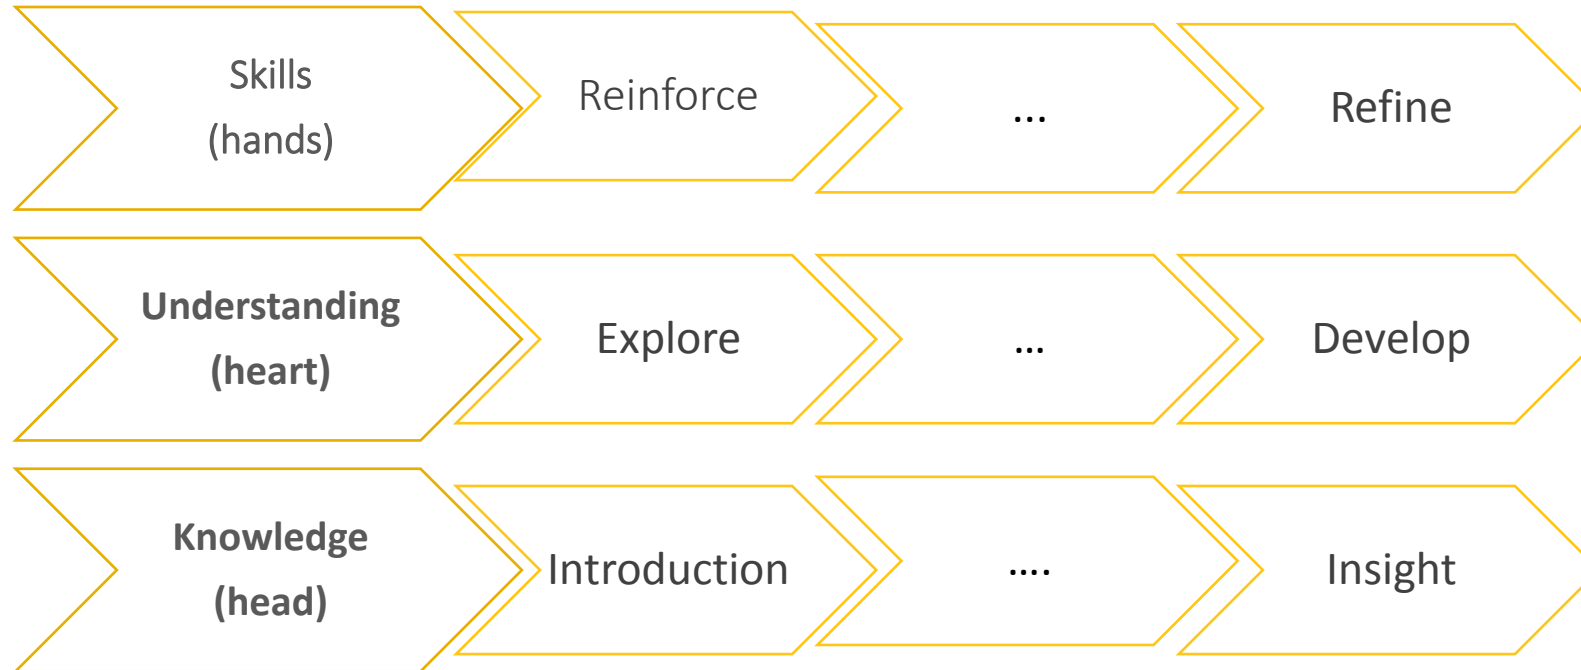 Skills
(hands)
Reinforce
...
Refine
Understanding
(heart)
Explore
...
Develop
Knowledge
(head)
Introduction
....
Insight